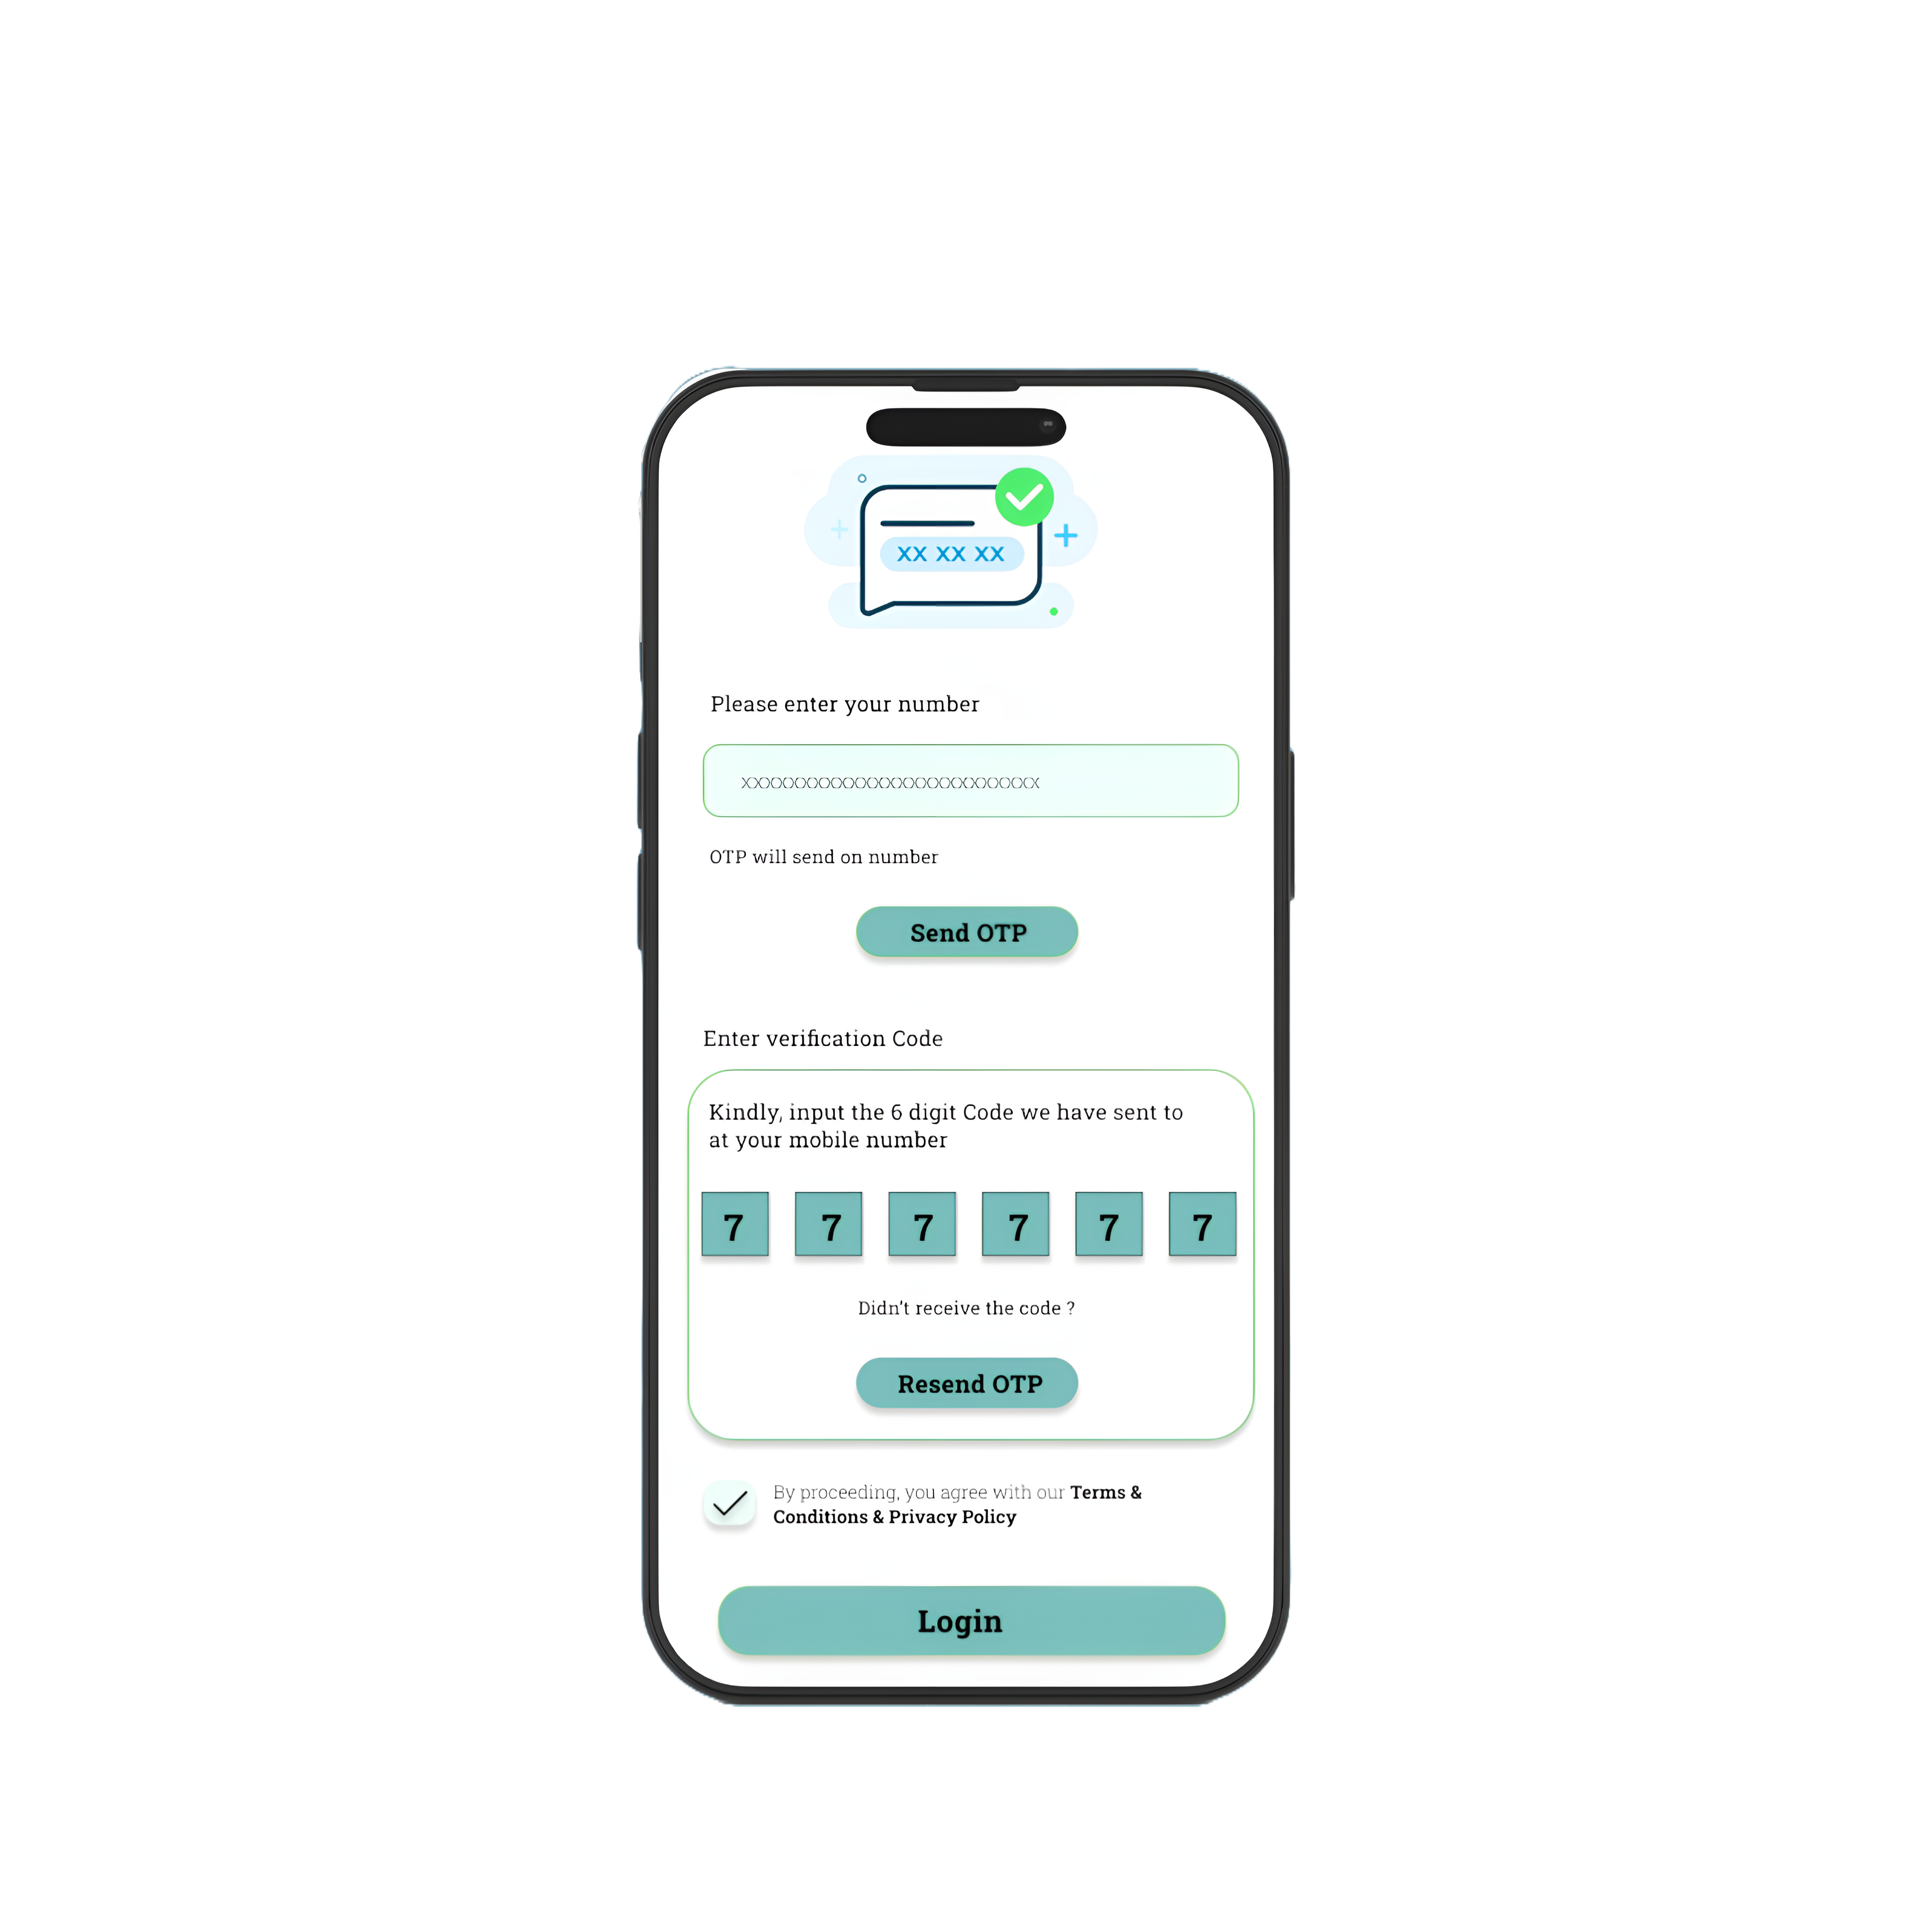 XX XX XX
Please enter your number
OTP will send on number
Send OTP
Enter verification Code
Kindly, input the 6 digit Code we have sent to
at your mobile number
7 7 7 7 7 7
Didn't receive the code ?
Resend OTP
By proceeding, you agree with our Terms &
Conditions & Privacy Policy
Login